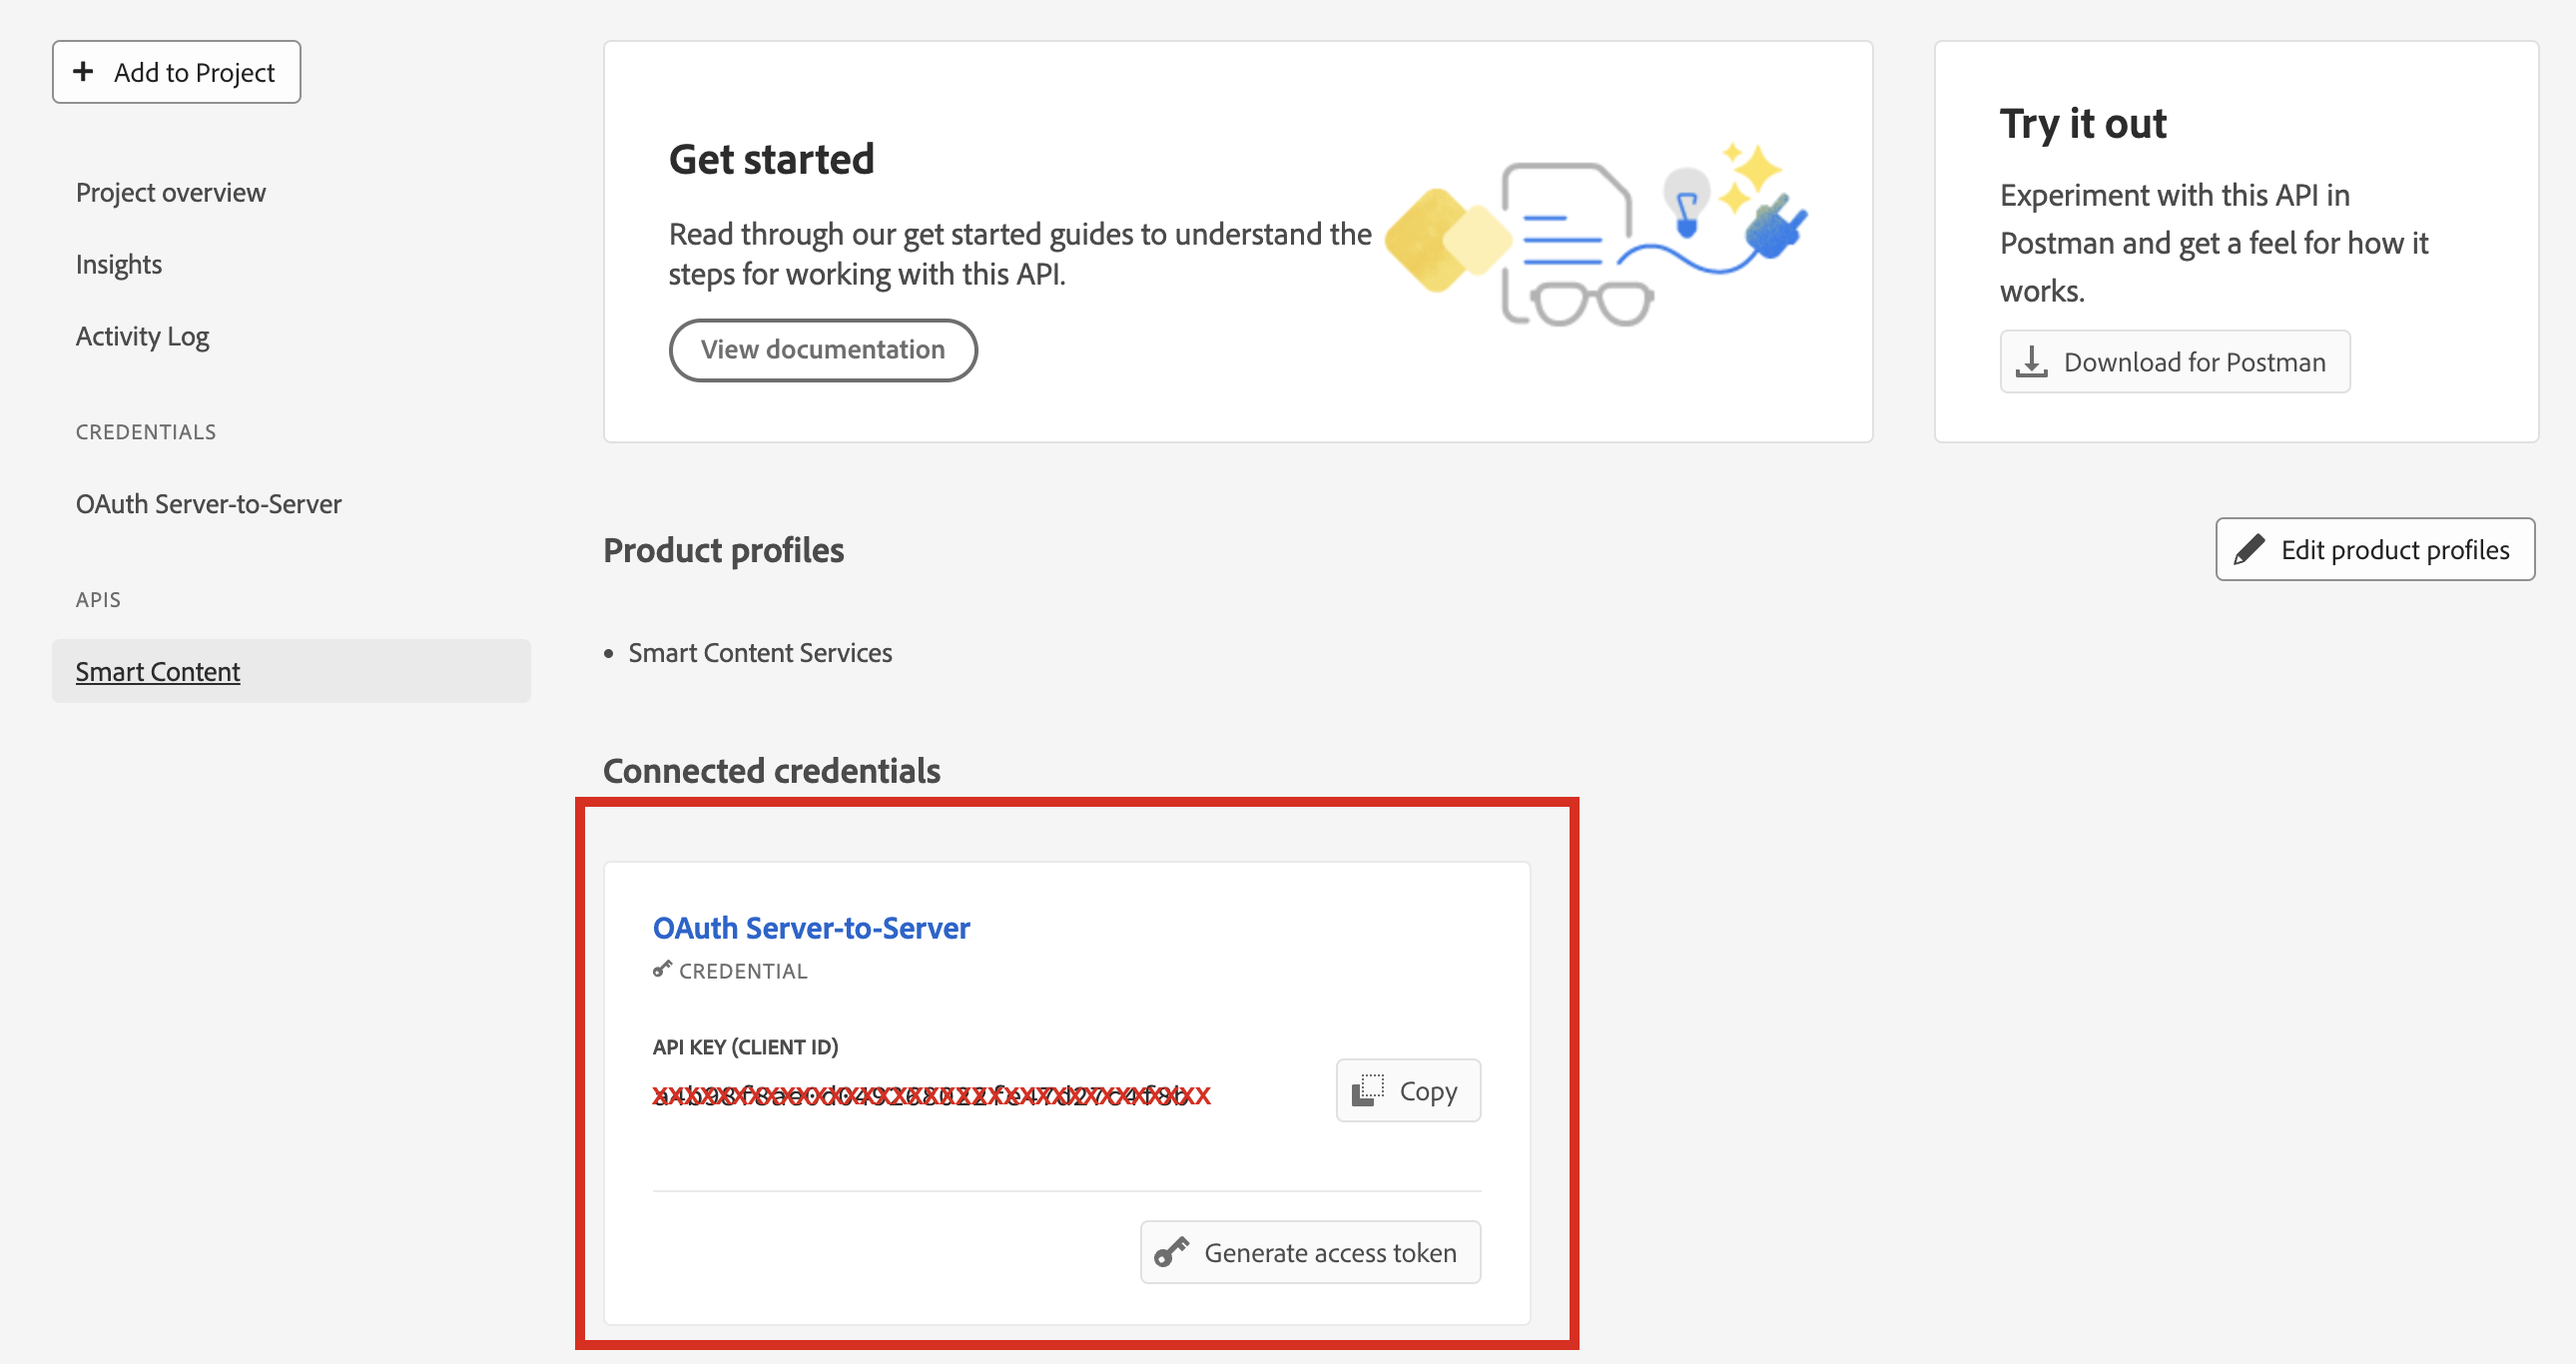 Add to Project
Project overview
Insights
Activity Log
CREDENTIALS
OAuth Server-to-Server
APIS
Smart Content
Get started
Read through our get started guides to understand the
steps for working with this API.
View documentation
Try it out
Experiment with this API in
Postman and get a feel for how it
works.
Download for Postman
Product profiles
Edit product profiles
• Smart Content Services
Connected credentials
OAuth Server-to-Server
CREDENTIAL
API KEY (CLIENT ID)
Copy
Generate access token